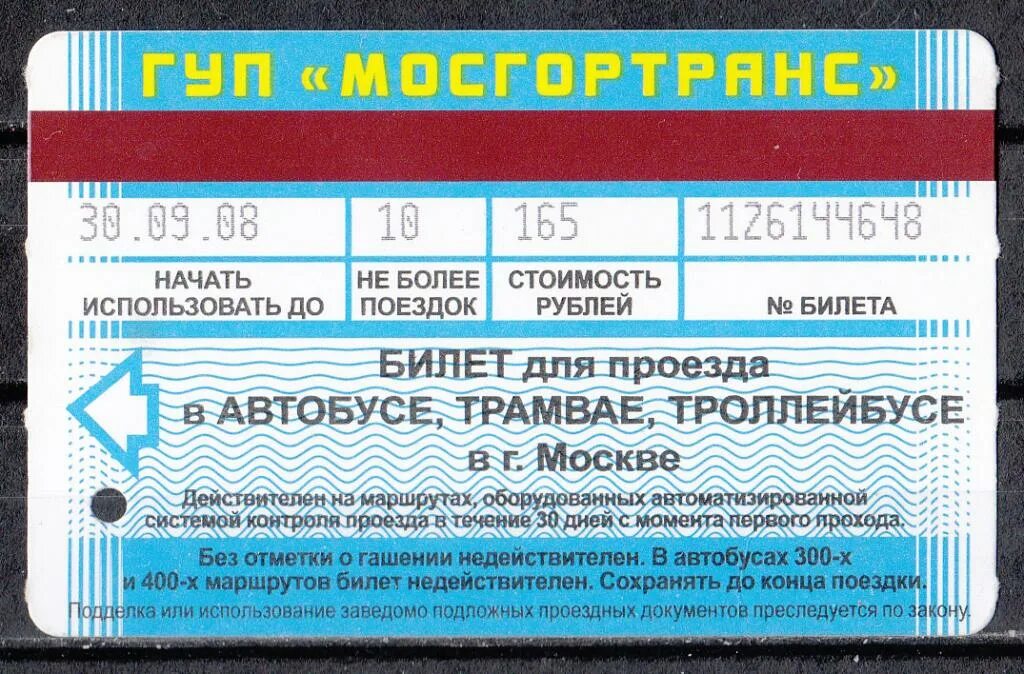 ГУП «МОСГОРТРАНС»
30.09.08 10 165 1126144648
НАЧАТЬ ИСПОЛЬЗОВАТЬ ДО НЕ БОЛЕЕ ПОЕЗДОК СТОИМОСТЬ РУБЛЕЙ № БИЛЕТА
БИЛЕТ для проезда
в АВТОБУСЕ, ТРАМВАЕ, ТРОЛЛЕЙБУСЕ
в г. Москве
Действителен на маршрутах, оборудованных автоматизированной
системой контроля проезда в течение 30 дней с момента первого прохода.
Без отметки о гашении недействителен. В автобусах 300-х
и 400-х маршрутов билет недействителен. Сохранять до конца поездки.
Подделка или использование заведомо подложных проездных документов преследуется по закону.